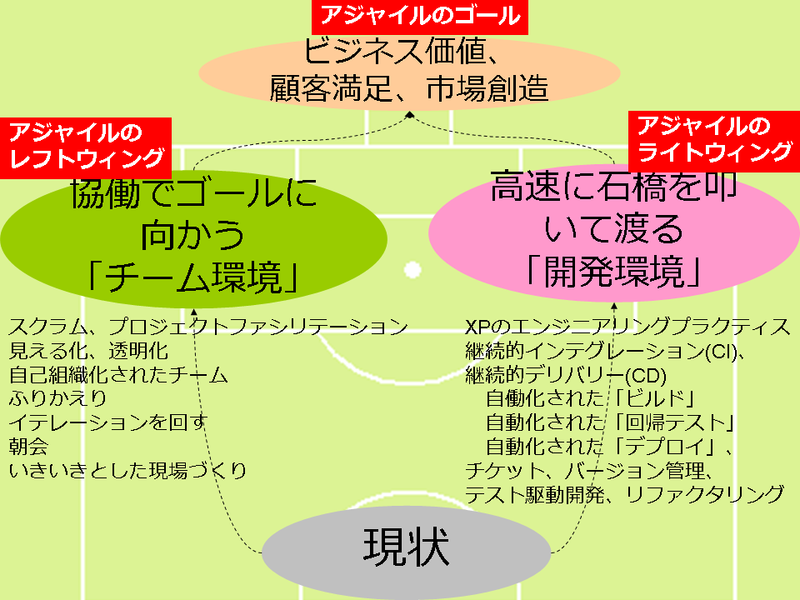 アジャイルのゴール
ビジネス価値、
顧客満足、市場創造
アジャイルの
レフトウィング
協働でゴールに
向かう
「チーム環境」
スクラム、プロジェクトファシリテーション
見える化、透明化
自己組織化されたチーム
ふりかえり
イテレーションを回す
朝会
いきいきとした現場づくり
アジャイルの
ライトウィング
高速に石橋を叩
いて渡る
「開発環境」
XPのエンジニアリングプラクティス
継続的インテグレーション(CI)、
継続的デリバリー(CD)
自働化された「ビルド」
自動化された「回帰テスト」
自動化された「デプロイ」、
チケット、バージョン管理、
テスト駆動開発、リファクタリング
現状